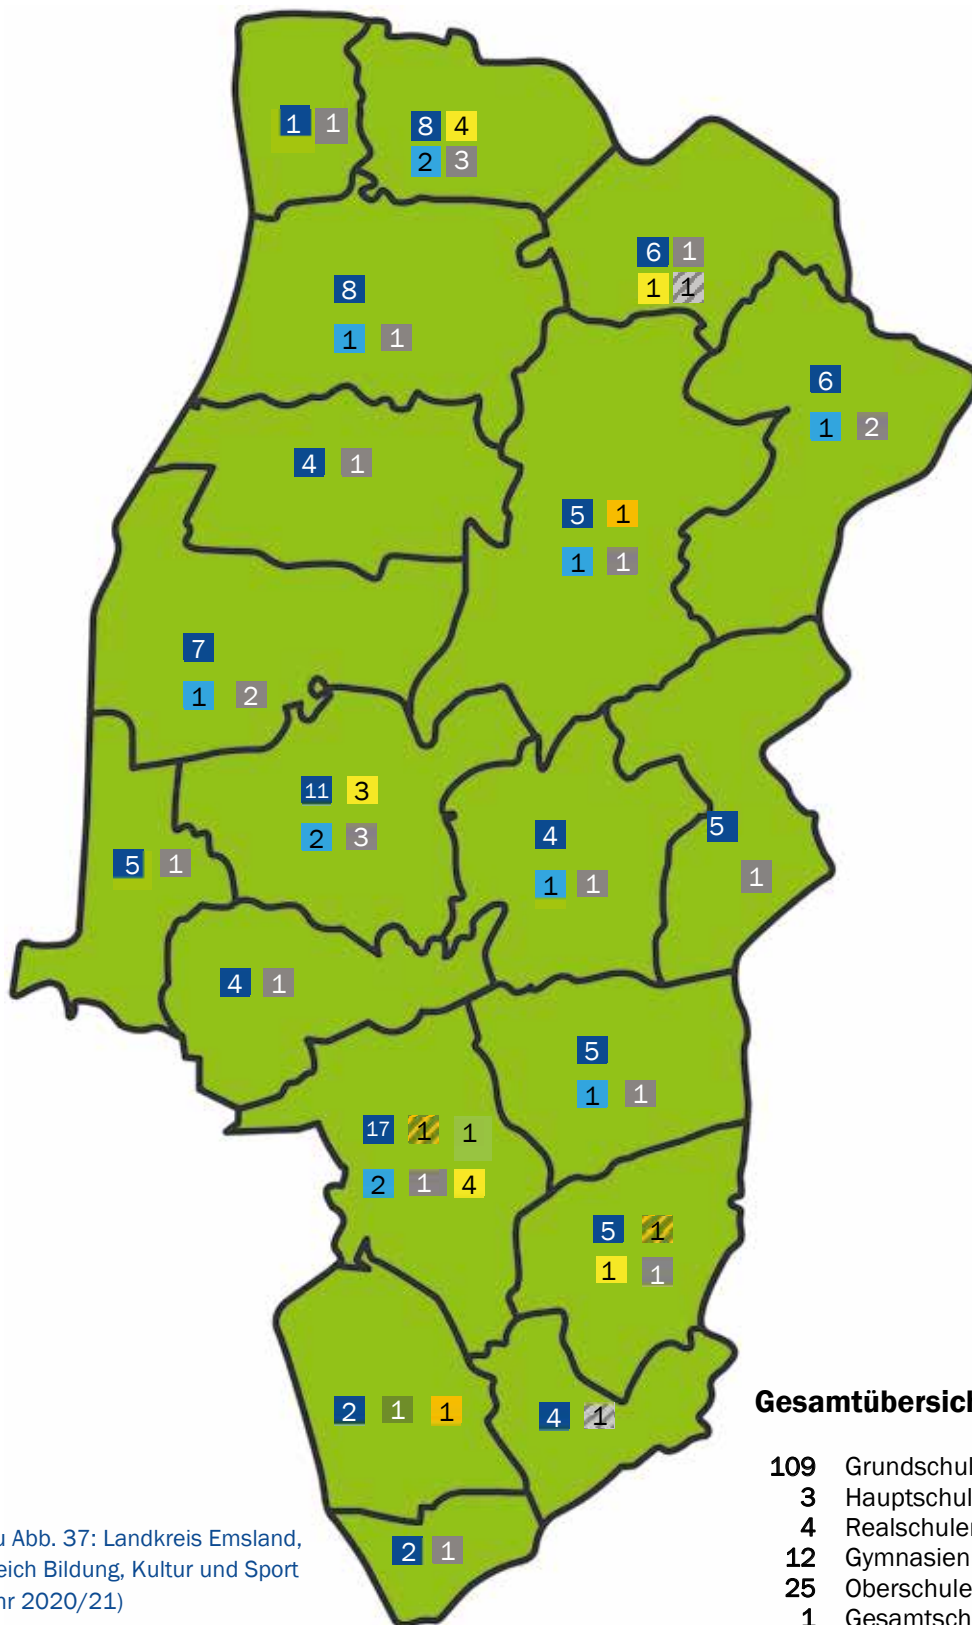 1 1
8 4
2 3
6 1
1 1
8
1 1
6
1 2
4 1
5 1
1 1
7
1 2
11 3
2 3
4
1 1
5
1
5 1
4 1
5
1 1
17 1 1
2 1 4
5 1
1 1
2 1 1
4 1
2 1
Gesamtübersich
109 Grundschul
3 Hauptschul
4 Realschuler
12 Gymnasien
25 Oberschule
1 Gesamtsch
u Abb. 37: Landkreis Emsland,
eich Bildung, Kultur und Sport
hr 2020/21)